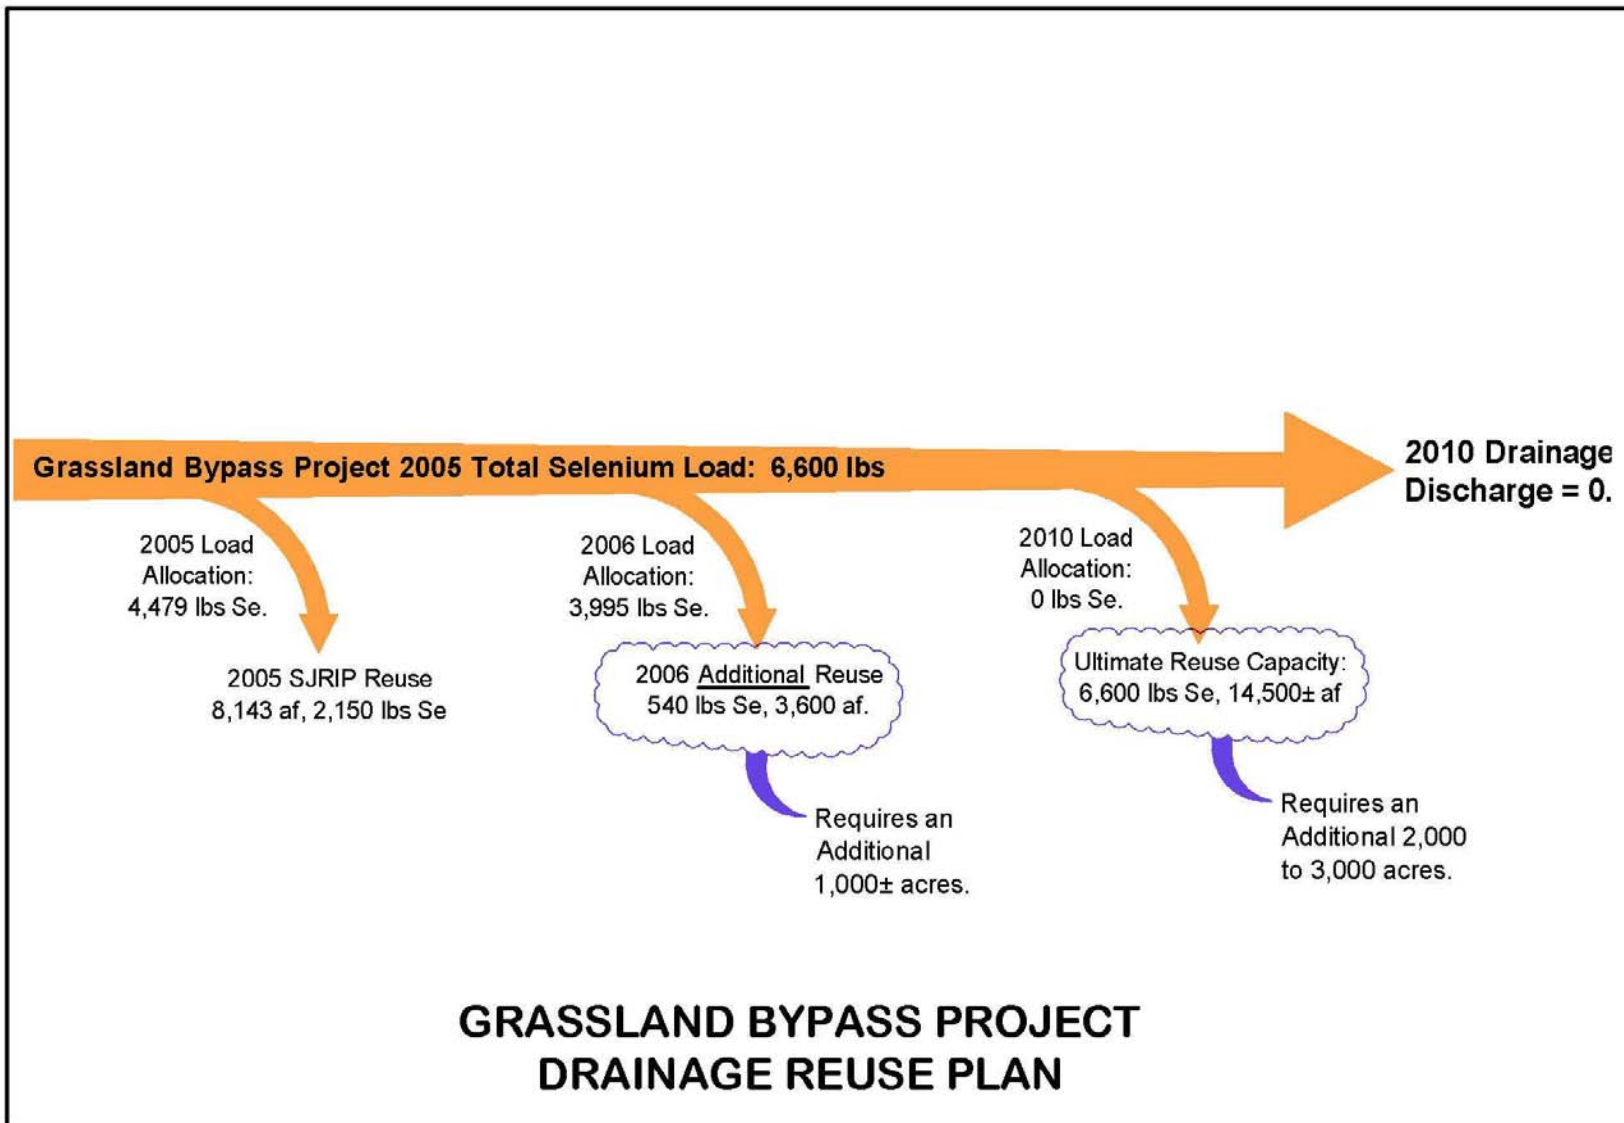 Grassland Bypass Project 2005 Total Selenium Load: 6,600 lbs
2010 Drainage
Discharge = 0.
2005 Load
Allocation:
4,479 lbs Se.
2005 SJRIP Reuse
8,143 af, 2,150 lbs Se
2006 Load
Allocation:
3,995 lbs Se.
2006 Additional Reuse
540 lbs Se, 3,600 af.
Requires an
Additional
1,000± acres.
2010 Load
Allocation:
0 lbs Se.
Ultimate Reuse Capacity:
6,600 lbs Se, 14,500± af
Requires an
Additional 2,000
to 3,000 acres.
GRASSLAND BYPASS PROJECT
DRAINAGE REUSE PLAN